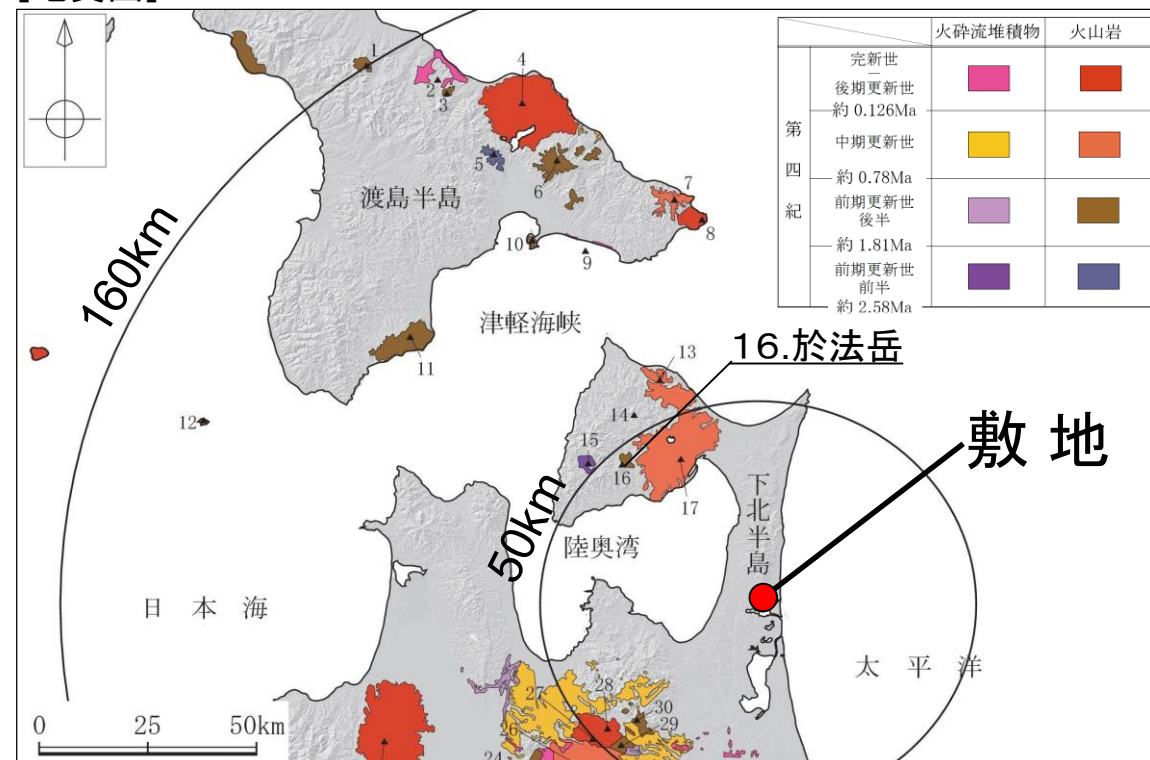 火砕流堆積物 火山岩
第四紀
完新世
―
後期更新世
約 0.126Ma
中期更新世
約 0.78Ma
前期更新世
後半
約 1.81Ma
前期更新世
前半
約 2.58Ma
1
2
3
4
5
6
7
8
9
10
渡島半島
160km
津軽海峡
11
12
16.於法岳
13
14
15
16
17
敷 地
下北半島
50km
陸奥湾
日 本 海
太 平 洋
27
28
30
29
26
24
0 25 50km